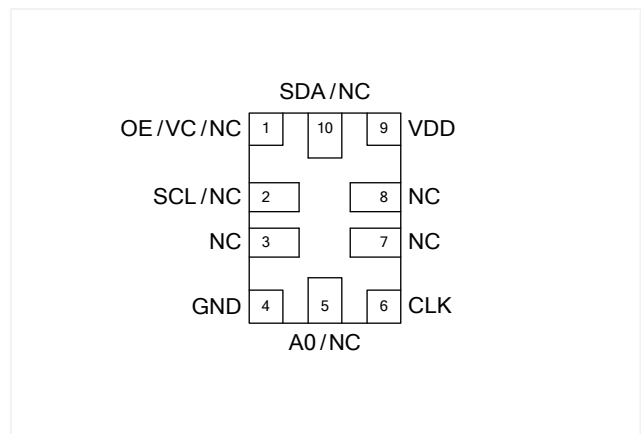 SDA/NC
OE/VC/NC 1 10 9 VDD
SCL/NC 2 8 NC
NC 3 7 NC
GND 4 5 6 CLK
A0/NC